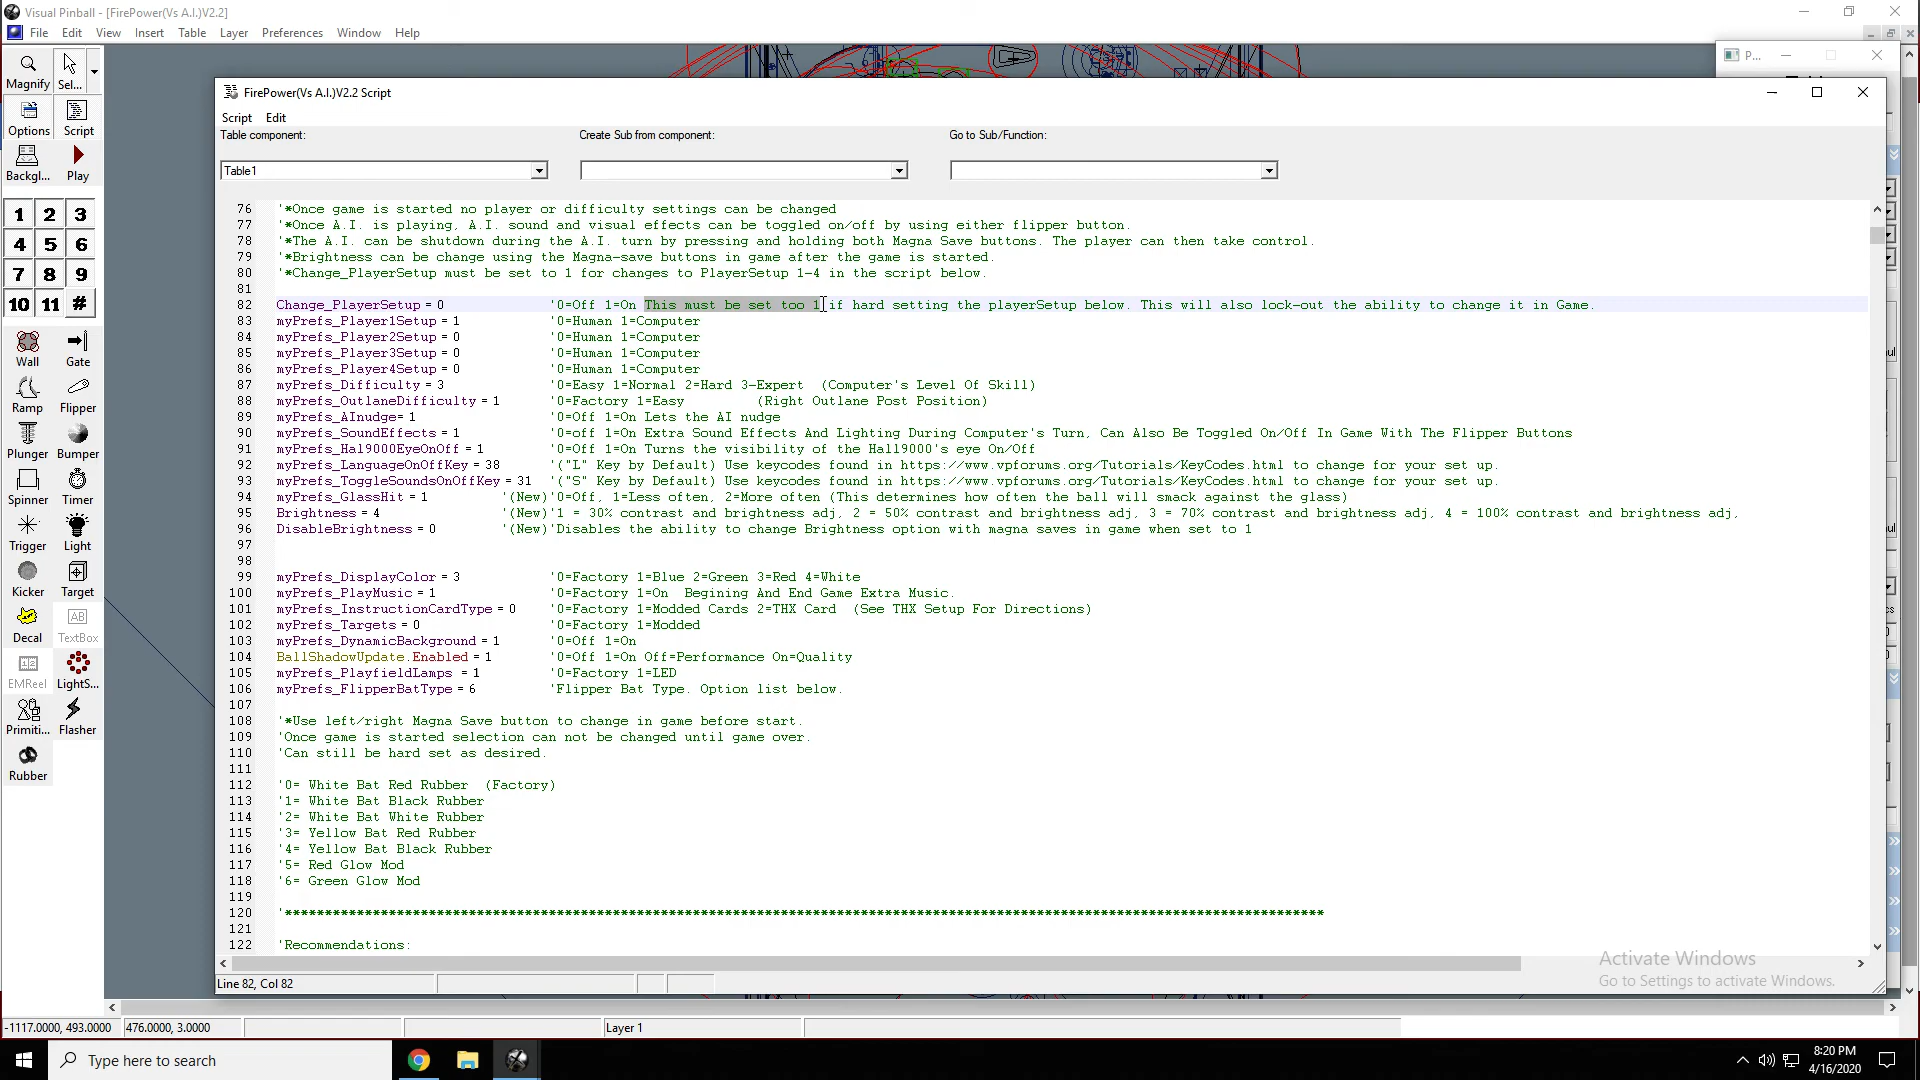 Visual Pinball - [FirePower(Vs A.I.)V2.2]
File Edit View Insert Table Layer Preferences Window Help
Magnify Sel...
Options Script
Backgl... Play
1 2 3
4 5 6
7 8 9
10 11 #
Wall Gate
Ramp Flipper
Plunger Bumper
Spinner Timer
Trigger Light
Kicker Target
Decal TextBox
EMReel LightS...
Primiti... Flasher
Rubber
P...
FirePower(Vs A.I.)V2.2 Script
Script Edit
Table component: Create Sub from component: Go to Sub/Function:
Table1
76 '*Once game is started no player or difficulty settings can be changed
77 '*Once A.I. is playing, A.I. sound and visual effects can be toggled on/off by using either flipper button.
78 '*The A.I. can be shutdown during the A.I. turn by pressing and holding both Magna Save buttons. The player can then take control.
79 '*Brightness can be change using the Magna-save buttons in game after the game is started.
80 '*Change_PlayerSetup must be set to 1 for changes to PlayerSetup 1-4 in the script below.
81
82 Change_PlayerSetup = 0 '0=Off 1=On This must be set too 1 if hard setting the playerSetup below. This will also lock-out the ability to change it in Game.
83 myPrefs_Player1Setup = 1 '0=Human 1=Computer
84 myPrefs_Player2Setup = 0 '0=Human 1=Computer
85 myPrefs_Player3Setup = 0 '0=Human 1=Computer
86 myPrefs_Player4Setup = 0 '0=Human 1=Computer
87 myPrefs_Difficulty = 3 '0=Easy 1=Normal 2=Hard 3-Expert (Computer's Level Of Skill)
88 myPrefs_OutlaneDifficulty = 1 '0=Factory 1=Easy (Right Outlane Post Position)
89 myPrefs_AInudge= 1 '0=Off 1=On Lets the AI nudge
90 myPrefs_SoundEffects = 1 '0=off 1=On Extra Sound Effects And Lighting During Computer's Turn, Can Also Be Toggled On/Off In Game With The Flipper Buttons
91 myPrefs_Hal9000EyeOnOff = 1 '0=Off 1=On Turns the visibility of the Hall9000's eye On/Off
92 myPrefs_LanguageOnOffKey = 38 '("L" Key by Default) Use keycodes found in https://www.vpforums.org/Tutorials/KeyCodes.html to change for your set up.
93 myPrefs_ToggleSoundsOnOffKey = 31 '("S" Key by Default) Use keycodes found in https://www.vpforums.org/Tutorials/KeyCodes.html to change for your set up.
94 myPrefs_GlassHit = 1 '(New)'0=Off, 1=Less often, 2=More often (This determines how often the ball will smack against the glass)
95 Brightness = 4 '(New)'1 = 30% contrast and brightness adj, 2 = 50% contrast and brightness adj, 3 = 70% contrast and brightness adj, 4 = 100% contrast and brightness adj,
96 DisableBrightness = 0 '(New)'Disables the ability to change Brightness option with magna saves in game when set to 1
97
98
99 myPrefs_DisplayColor = 3 '0=Factory 1=Blue 2=Green 3=Red 4=White
100 myPrefs_PlayMusic = 1 '0=Factory 1=On Begining And End Game Extra Music.
101 myPrefs_InstructionCardType = 0 '0=Factory 1=Modded Cards 2=THX Card (See THX Setup For Directions)
102 myPrefs_Targets = 0 '0=Factory 1=Modded
103 myPrefs_DynamicBackground = 1 '0=Off 1=On
104 BallShadowUpdate.Enabled = 1 '0=Off 1=On Off=Performance On=Quality
105 myPrefs_PlayfieldLamps = 1 '0=Factory 1=LED
106 myPrefs_FlipperBatType = 6 'Flipper Bat Type. Option list below.
107
108 '*Use left/right Magna Save button to change in game before start.
109 'Once game is started selection can not be changed until game over.
110 'Can still be hard set as desired.
111
112 '0= White Bat Red Rubber (Factory)
113 '1= White Bat Black Rubber
114 '2= White Bat White Rubber
115 '3= Yellow Bat Red Rubber
116 '4= Yellow Bat Black Rubber
117 '5= Red Glow Mod
118 '6= Green Glow Mod
119
120 '**********************************************************************************************************************************
121
122 'Recommendations:
Activate Windows
Go to Settings to activate Windows.
Line 82, Col 82
-1117.0000, 493.0000 476.0000, 3.0000 Layer 1
Type here to search
8:20 PM
4/16/2020